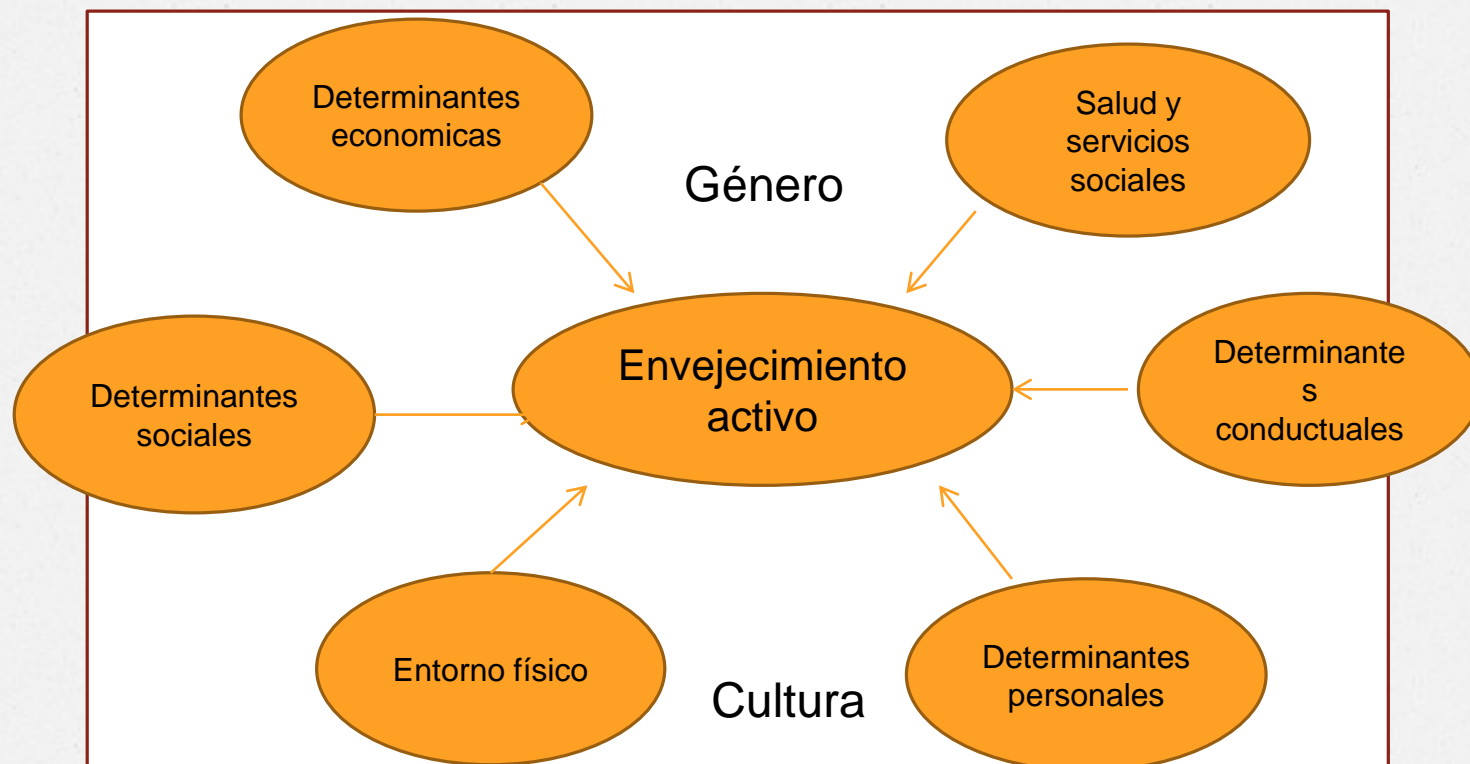 Determinantes
economicas
Salud y
servicios
sociales
Género
Envejecimiento
activo
Determinante
s
conductuales
Determinantes
sociales
Entorno físico
Determinantes
personales
Cultura